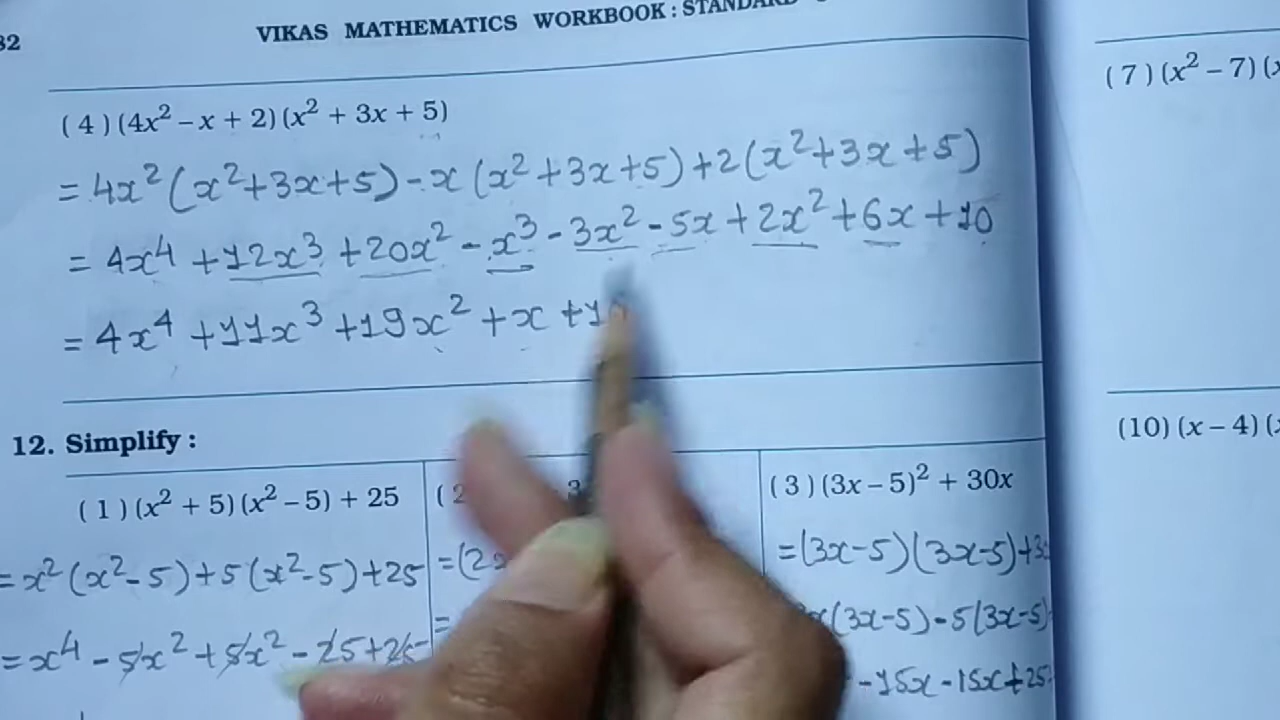 32
VIKAS MATHEMATICS WORKBOOK : STANDARD
(4) (4x² – x + 2) (x² + 3x + 5)
= 4x² (x²+3x+5) - x (x²+3x+5) + 2 (x²+3x+5)
= 4x⁴ + 12x³ + 20x² - x³ - 3x² - 5x + 2x² + 6x + 10
= 4x⁴ + 11x³ + 19x² + x +
12. Simplify :
(1) (x² + 5) (x² – 5) + 25
= x² (x²-5) + 5 (x²-5) + 25
= x⁴ - 5x² + 5x² - 25 + 25
(3) (3x – 5)² + 30x
= (3x-5) (3x-5) +
(3x-5) - 5 (3x-5)
- 15x - 15x + 25
(7) (x² – 7)
(10) (x – 4)